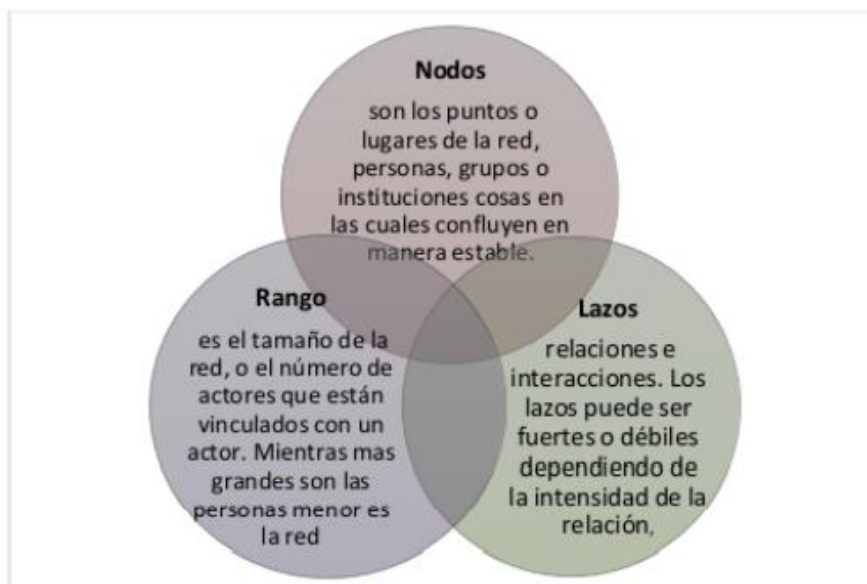 Nodos
son los puntos o
lugares de la red,
personas, grupos o
instituciones cosas en
las cuales confluyen en
manera estable.
Rango
es el tamaño de la
red, o el número de
actores que están
vinculados con un
actor. Mientras mas
grandes son las
personas menor es
la red
Lazos
relaciones e
interacciones. Los
lazos puede ser
fuertes o débiles
dependiendo de
la intensidad de la
relación,